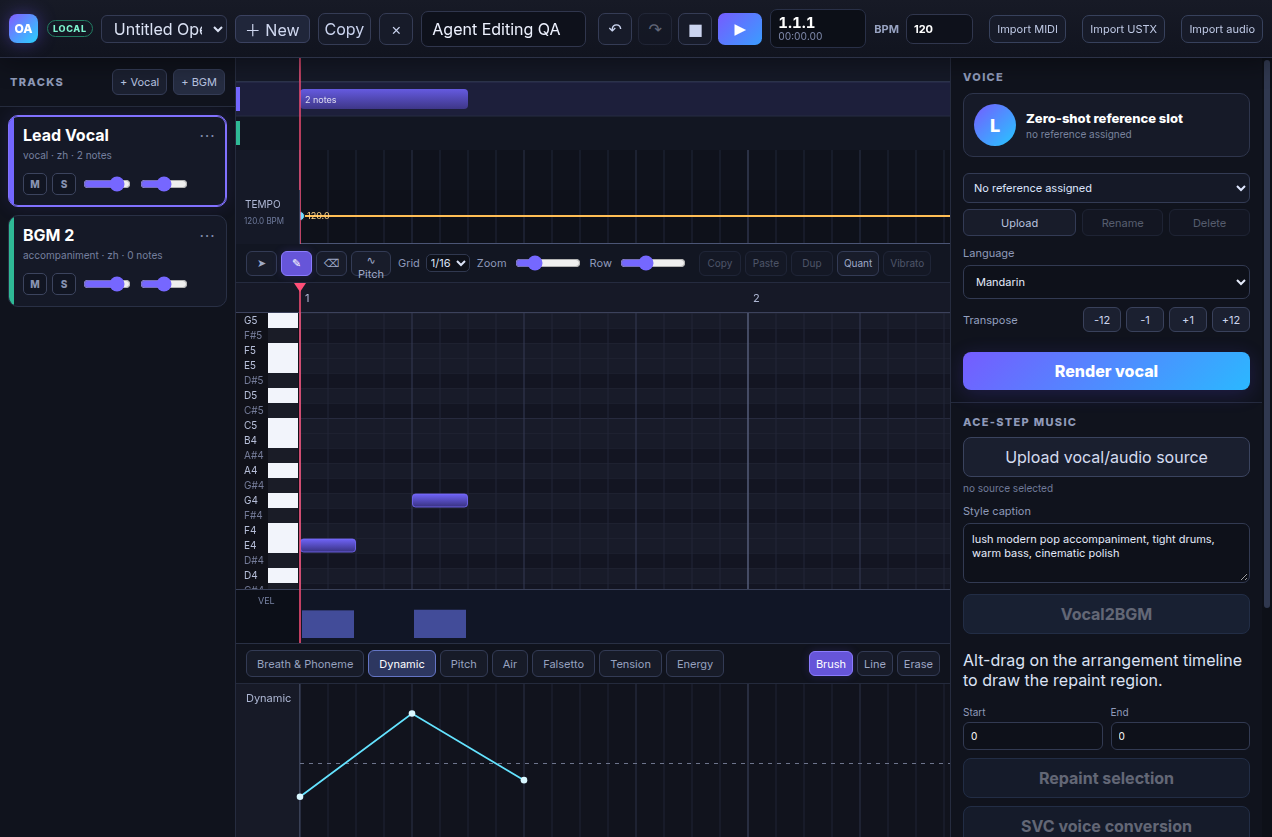 OA
LOCAL
Untitled Ope
+ New
Copy
×
Agent Editing QA
1.1.1
00:00.00
BPM
120
Import MIDI
Import USTX
Import audio
TRACKS
+ Vocal
+ BGM
Lead Vocal
vocal · zh · 2 notes
M
S
BGM 2
accompaniment · zh · 0 notes
M
S
2 notes
TEMPO
120.0 BPM
120.0
Pitch
Grid
1/16
Zoom
Row
Copy
Paste
Dup
Quant
Vibrato
1
2
G5
F#5
F5
E5
D#5
D5
C#5
C5
B4
A#4
A4
G#4
G4
F#4
F4
E4
D#4
D4
C#4
VEL
Breath & Phoneme
Dynamic
Pitch
Air
Falsetto
Tension
Energy
Brush
Line
Erase
Dynamic
VOICE
L
Zero-shot reference slot
no reference assigned
No reference assigned
Upload
Rename
Delete
Language
Mandarin
Transpose
-12
-1
+1
+12
Render vocal
ACE-STEP MUSIC
Upload vocal/audio source
no source selected
Style caption
lush modern pop accompaniment, tight drums,
warm bass, cinematic polish
Vocal2BGM
Alt-drag on the arrangement timeline
to draw the repaint region.
Start
End
0
0
Repaint selection
SVC voice conversion